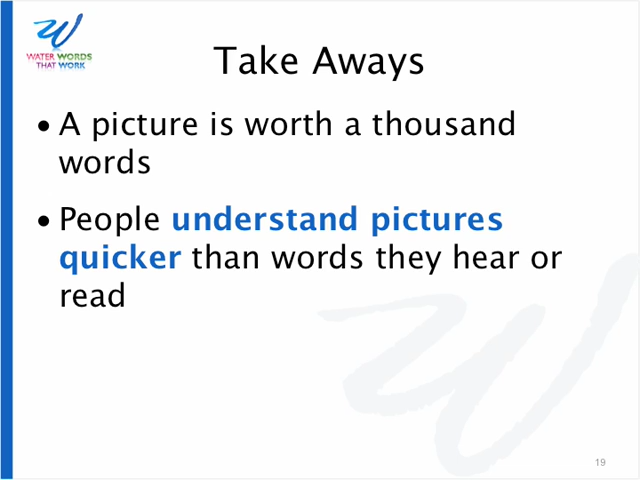 WATER WORDS
THAT WORK
Take Aways
• A picture is worth a thousand
words
• People understand pictures
quicker than words they hear or
read
19